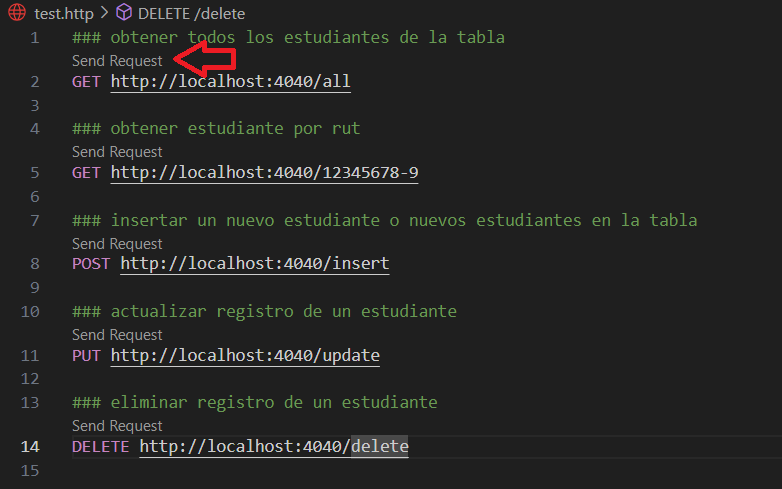 test.http > DELETE /delete
1 ### obtener todos los estudiantes de la tabla
Send Request
2 GET http://localhost:4040/all
3
4 ### obtener estudiante por rut
Send Request
5 GET http://localhost:4040/12345678-9
6
7 ### insertar un nuevo estudiante o nuevos estudiantes en la tabla
Send Request
8 POST http://localhost:4040/insert
9
10 ### actualizar registro de un estudiante
Send Request
11 PUT http://localhost:4040/update
12
13 ### eliminar registro de un estudiante
Send Request
14 DELETE http://localhost:4040/delete
15